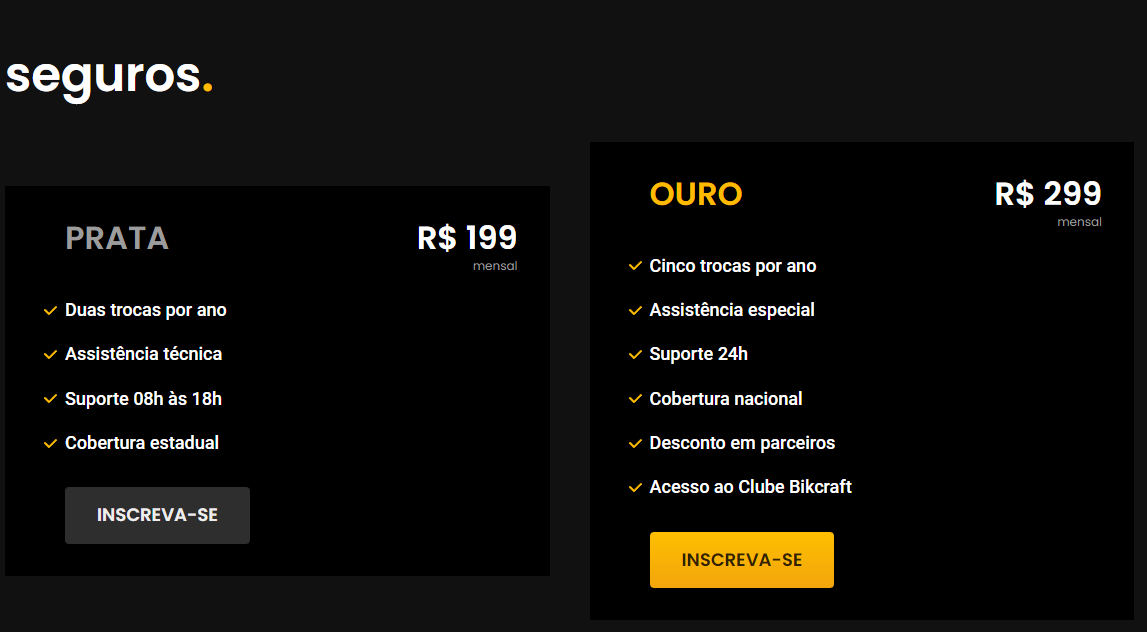 seguros.
PRATA
R$ 199
mensal
Duas trocas por ano
Assistência técnica
Suporte 08h às 18h
Cobertura estadual
INSCREVA-SE
OURO
R$ 299
mensal
Cinco trocas por ano
Assistência especial
Suporte 24h
Cobertura nacional
Desconto em parceiros
Acesso ao Clube Bikcraft
INSCREVA-SE